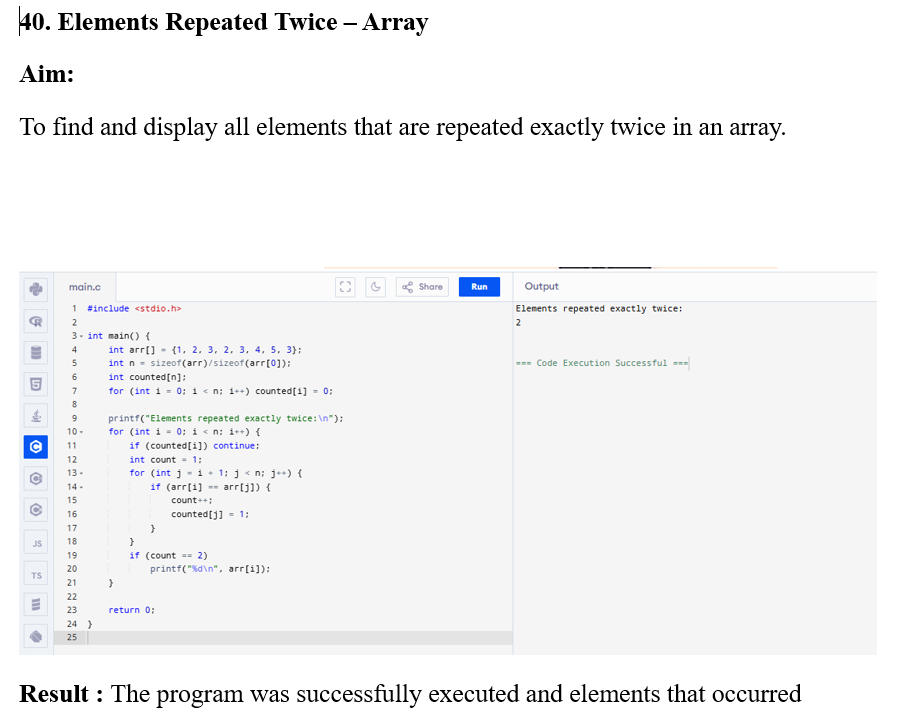 40. Elements Repeated Twice – Array
Aim:
To find and display all elements that are repeated exactly twice in an array.
main.c
Share
Run
Output
1 #include <stdio.h>
2
3 int main() {
4 int arr[] = {1, 2, 3, 2, 3, 4, 5, 3};
5 int n = sizeof(arr)/sizeof(arr[0]);
6 int counted[n];
7 for (int i = 0; i < n; i++) counted[i] = 0;
8
9 printf("Elements repeated exactly twice:\n");
10 for (int i = 0; i < n; i++) {
11 if (counted[i]) continue;
12 int count = 1;
13 for (int j = i + 1; j < n; j++) {
14 if (arr[i] == arr[j]) {
15 count++;
16 counted[j] = 1;
17 }
18 }
19 if (count == 2)
20 printf("%d\n", arr[i]);
21 }
22
23 return 0;
24 }
25
JS
TS
Elements repeated exactly twice:
2
=== Code Execution Successful ===
Result : The program was successfully executed and elements that occurred